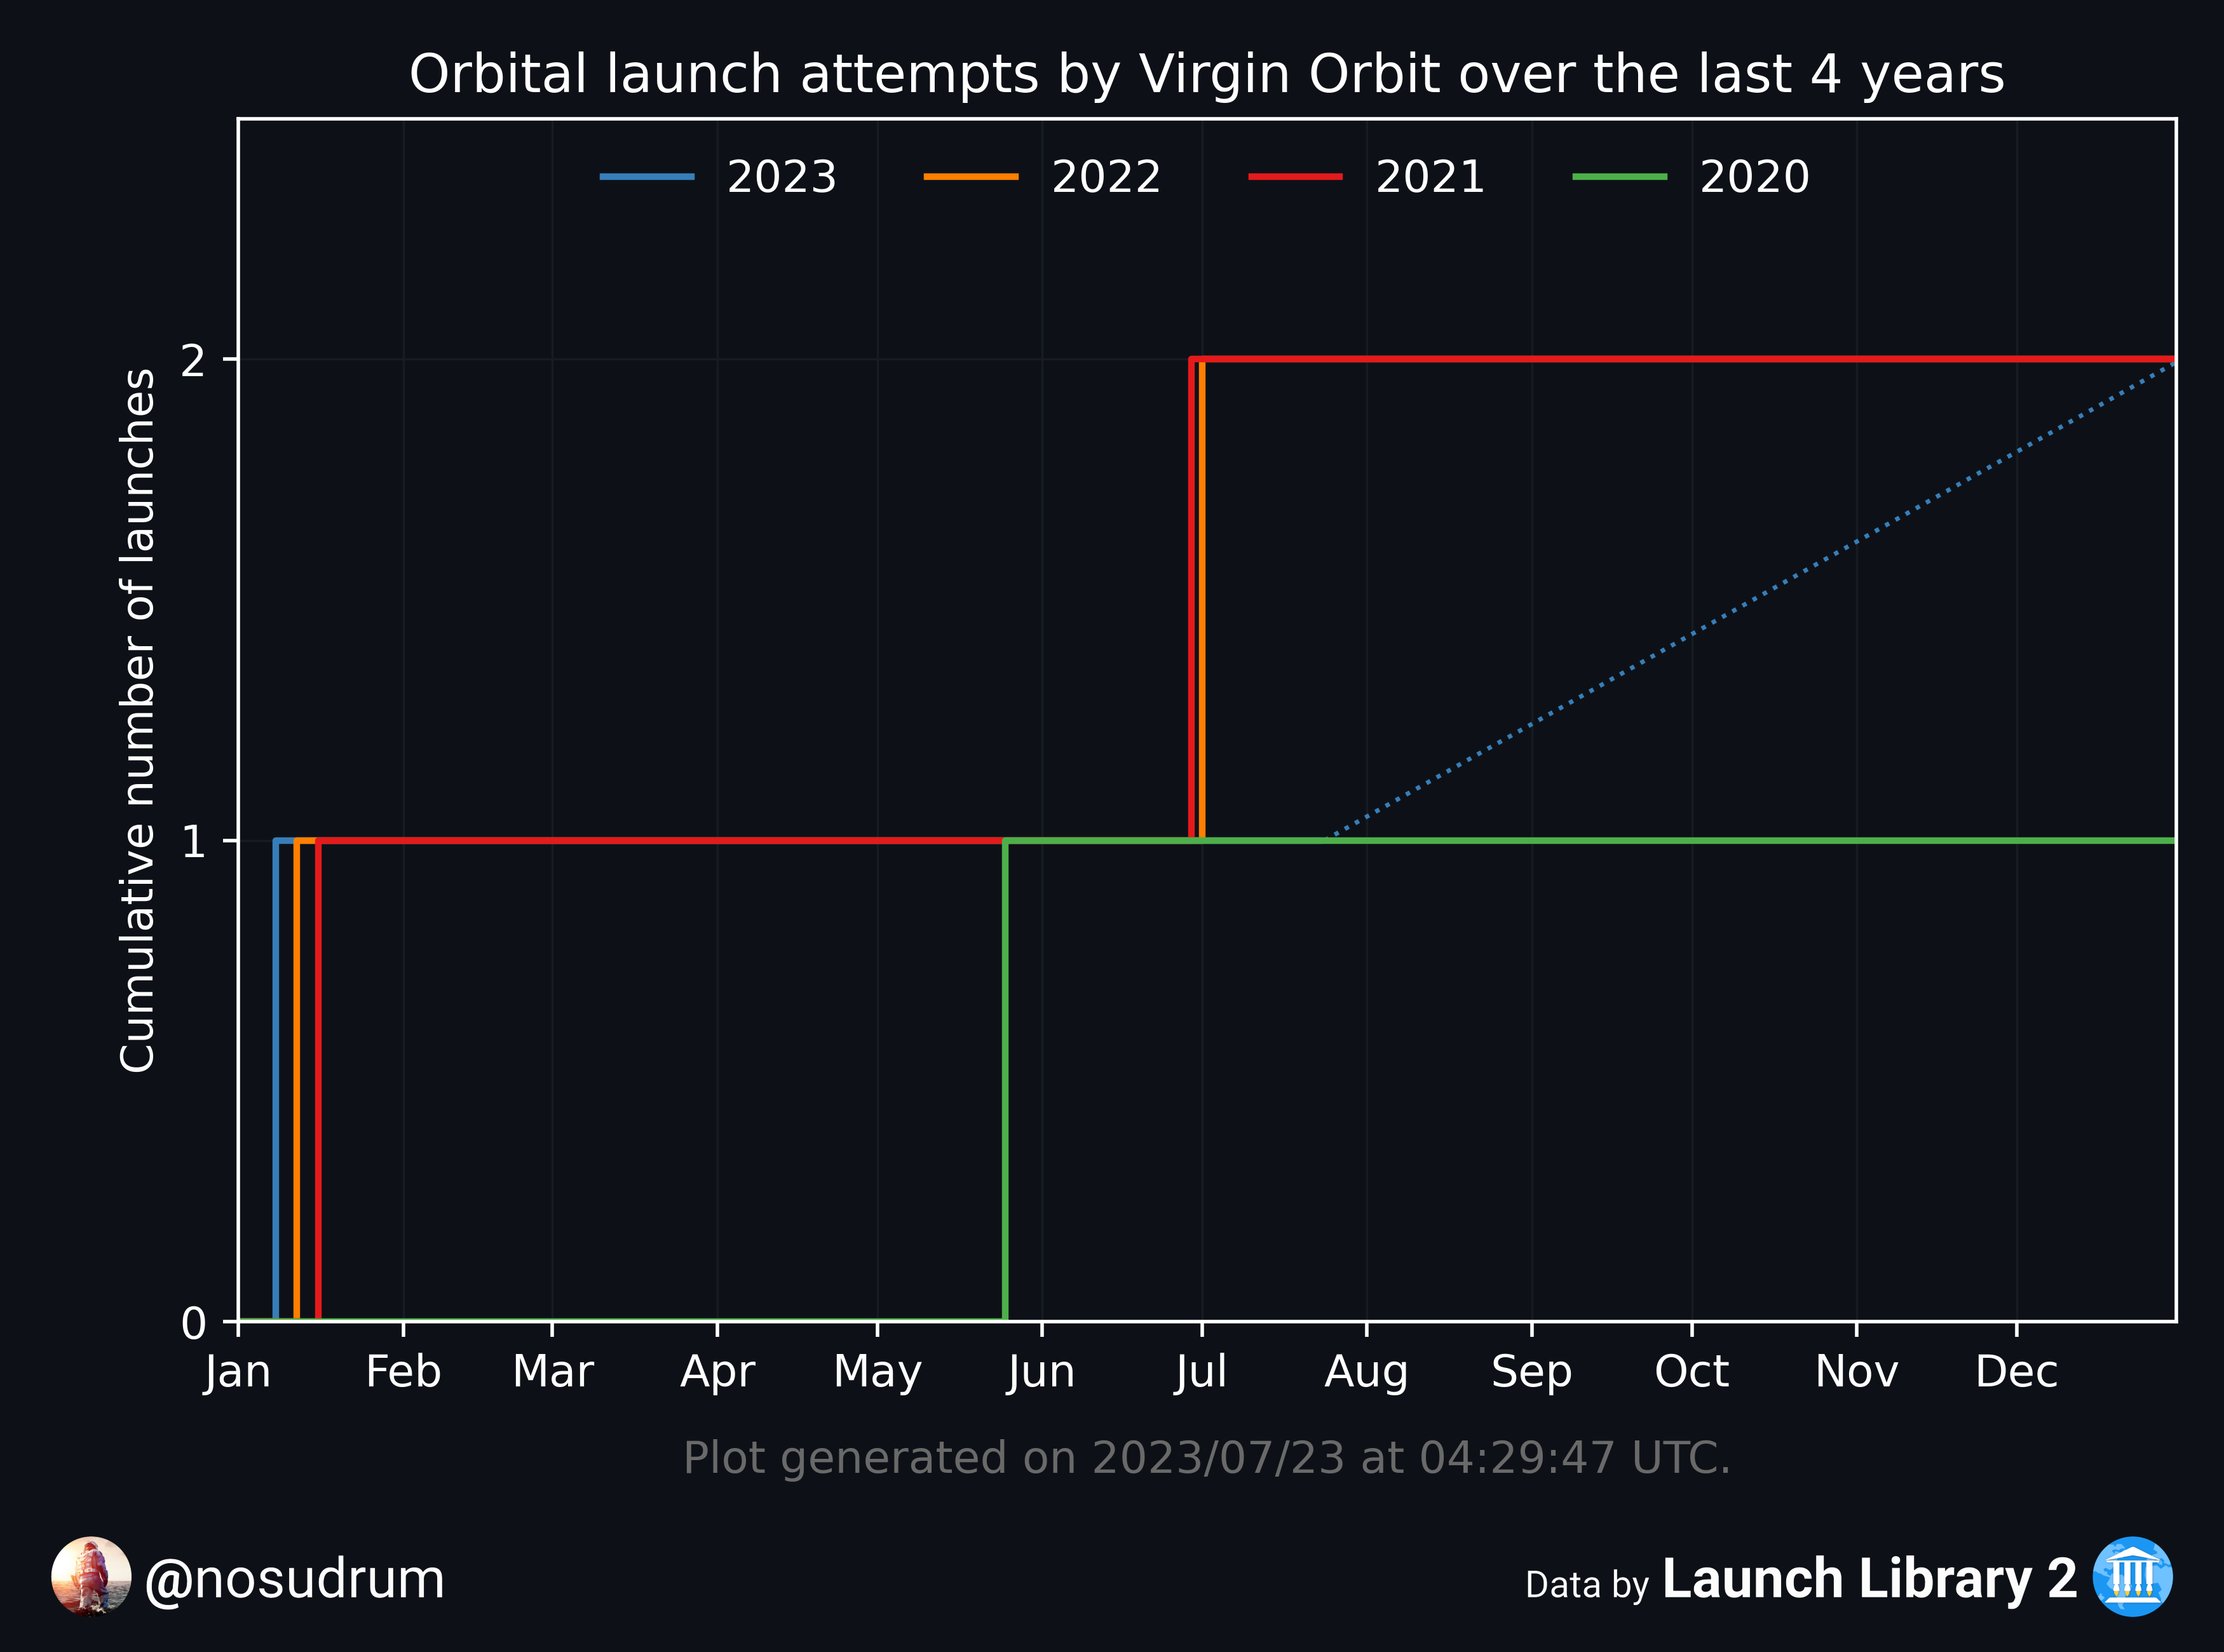 Orbital launch attempts by Virgin Orbit over the last 4 years
2023 2022 2021 2020
Cumulative number of launches
2
1
0
Jan Feb Mar Apr May Jun Jul Aug Sep Oct Nov Dec
Plot generated on 2023/07/23 at 04:29:47 UTC.
@nosudrum
Data by Launch Library 2